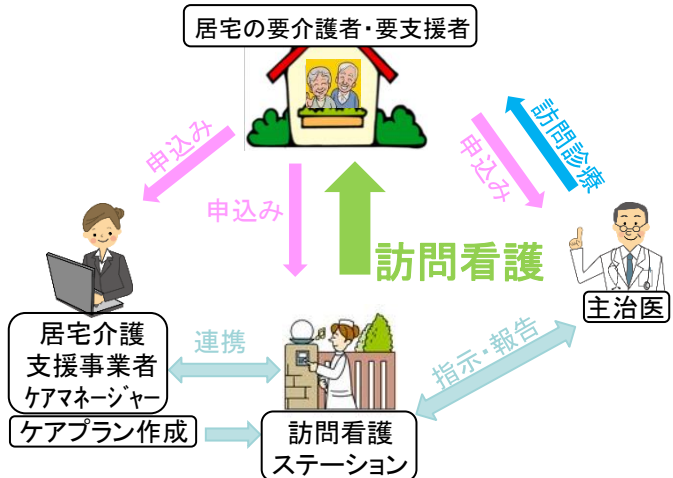 居宅の要介護者・要支援者
申込み
申込み
申込み
訪問診療
訪問看護
主治医
居宅介護
支援事業者
ケアマネージャー
連携
指示・報告
ケアプラン作成
訪問看護
ステーション